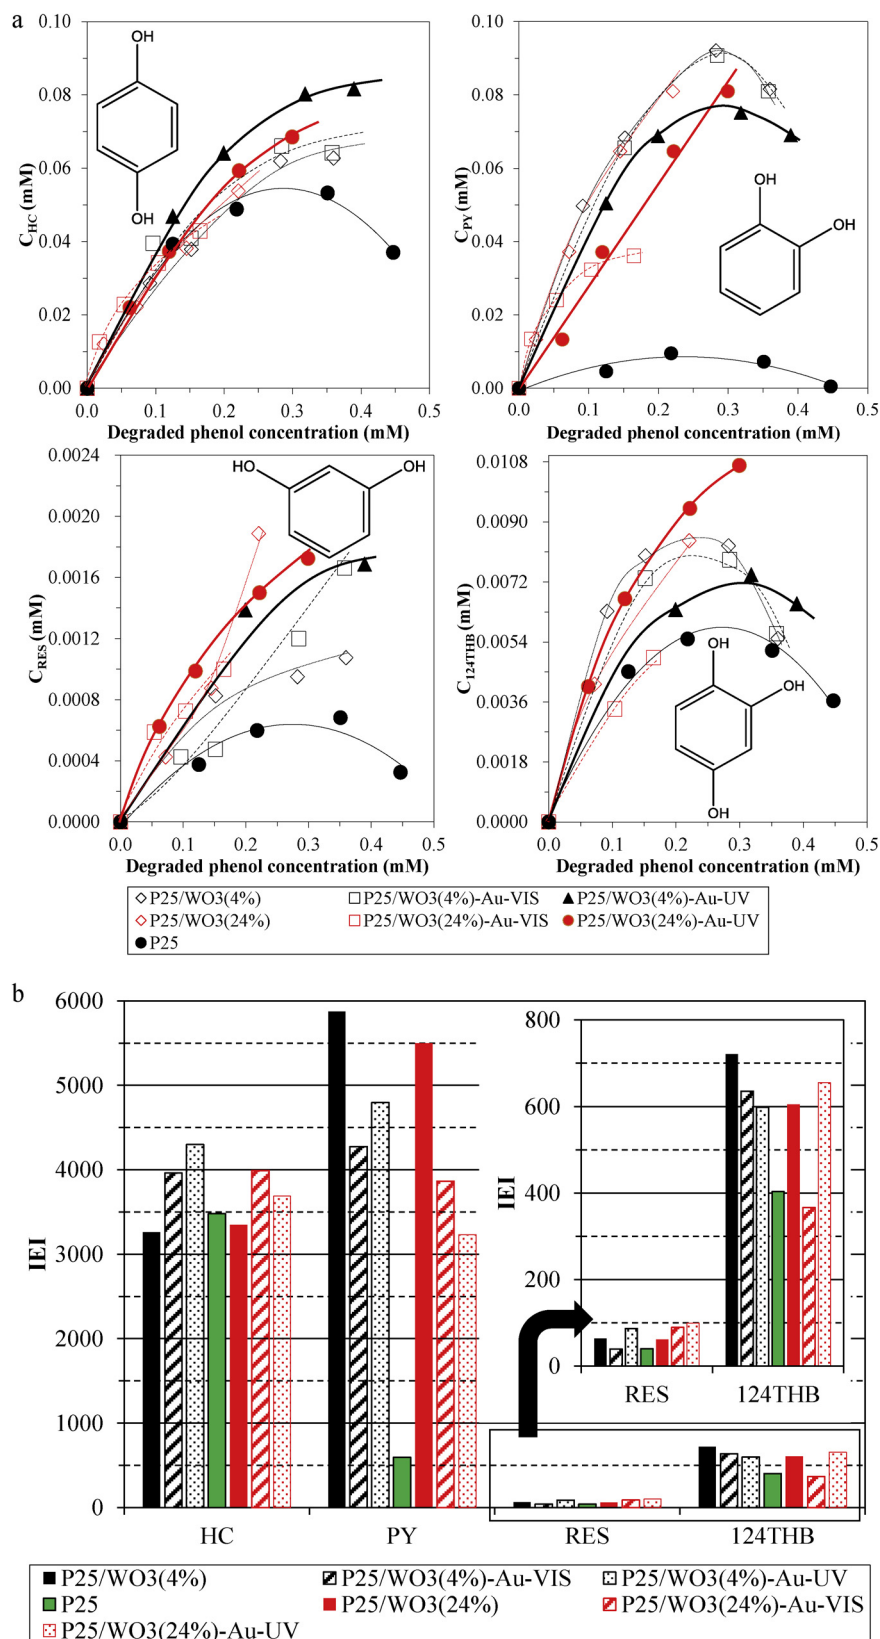 a
0.10
0.08
0.06
0.04
0.02
0.00
C_HC (mM)
OH
OH
0.0 0.1 0.2 0.3 0.4 0.5
Degraded phenol concentration (mM)
0.10
0.08
0.06
0.04
0.02
0.00
C_PY (mM)
OH
OH
0.0 0.1 0.2 0.3 0.4 0.5
Degraded phenol concentration (mM)
0.0024
0.0020
0.0016
0.0012
0.0008
0.0004
0.0000
C_RES (mM)
HO OH
0.0 0.1 0.2 0.3 0.4 0.5
Degraded phenol concentration (mM)
0.0108
0.0090
0.0072
0.0054
0.0036
0.0018
0.0000
C_124THB (mM)
OH
OH
OH
0.0 0.1 0.2 0.3 0.4 0.5
Degraded phenol concentration (mM)
P25/WO3(4%) P25/WO3(4%)-Au-VIS P25/WO3(4%)-Au-UV
P25/WO3(24%) P25/WO3(24%)-Au-VIS P25/WO3(24%)-Au-UV
P25
b
6000
5000
4000
3000
2000
1000
0
IEI
HC PY RES 124THB
800
600
400
200
0
IEI
RES 124THB
P25/WO3(4%) P25/WO3(4%)-Au-VIS P25/WO3(4%)-Au-UV
P25 P25/WO3(24%) P25/WO3(24%)-Au-VIS
P25/WO3(24%)-Au-UV